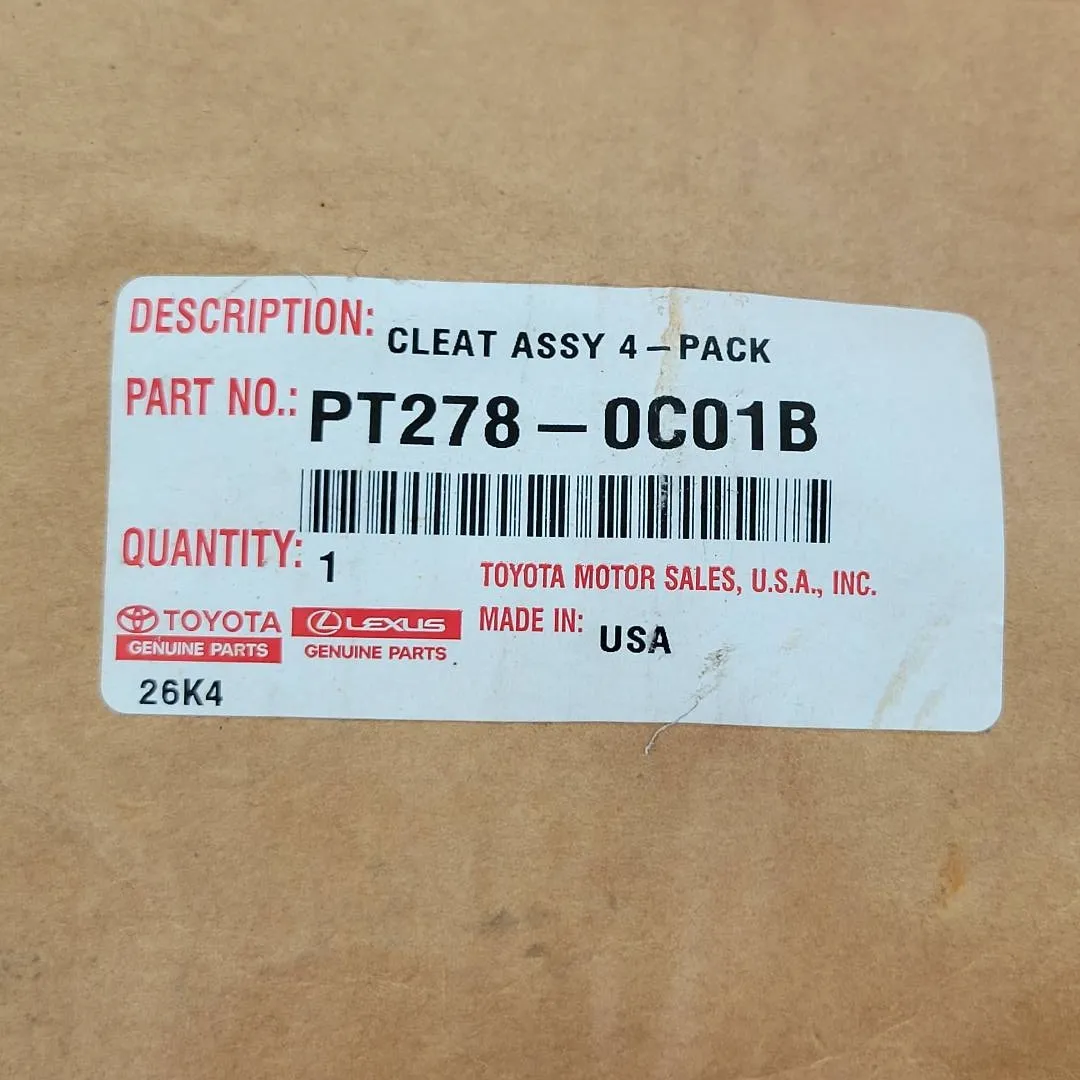 DESCRIPTION: CLEAT ASSY 4-PACK
PART NO.: PT278-0C01B
QUANTITY: 1
TOYOTA MOTOR SALES, U.S.A., INC.
TOYOTA
GENUINE PARTS
LEXUS
GENUINE PARTS
MADE IN: USA
26K4